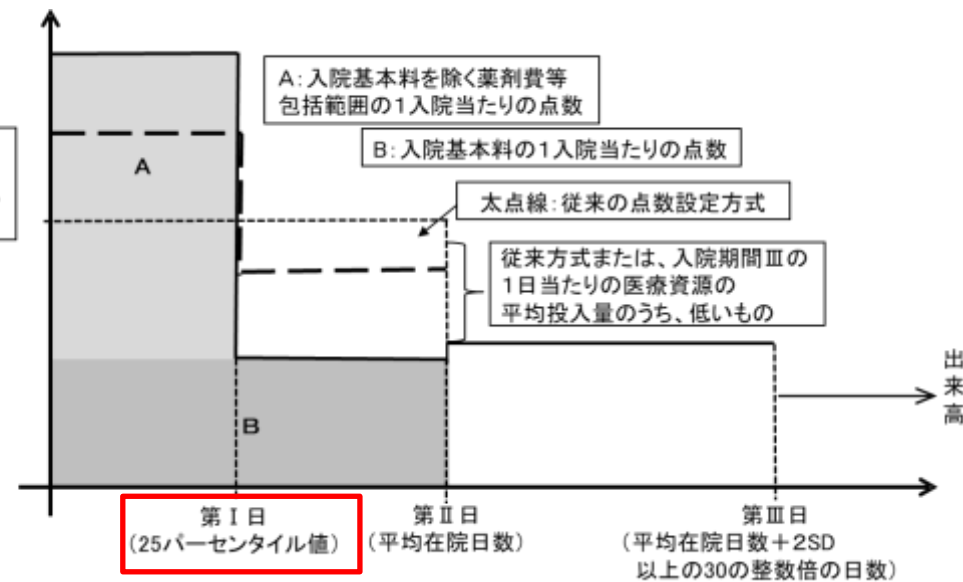 A:入院基本料を除く薬剤費等
包括範囲の1入院当たりの点数
B:入院基本料の1入院当たりの点数
A
太点線:従来の点数設定方式
従来方式または、入院期間Ⅲの
1日当たりの医療資源の
平均投入量のうち、低いもの
出来高
B
第Ⅰ日
(25パーセンタイル値)
第Ⅱ日
(平均在院日数)
第Ⅲ日
(平均在院日数+2SD
以上の30の整数倍の日数)